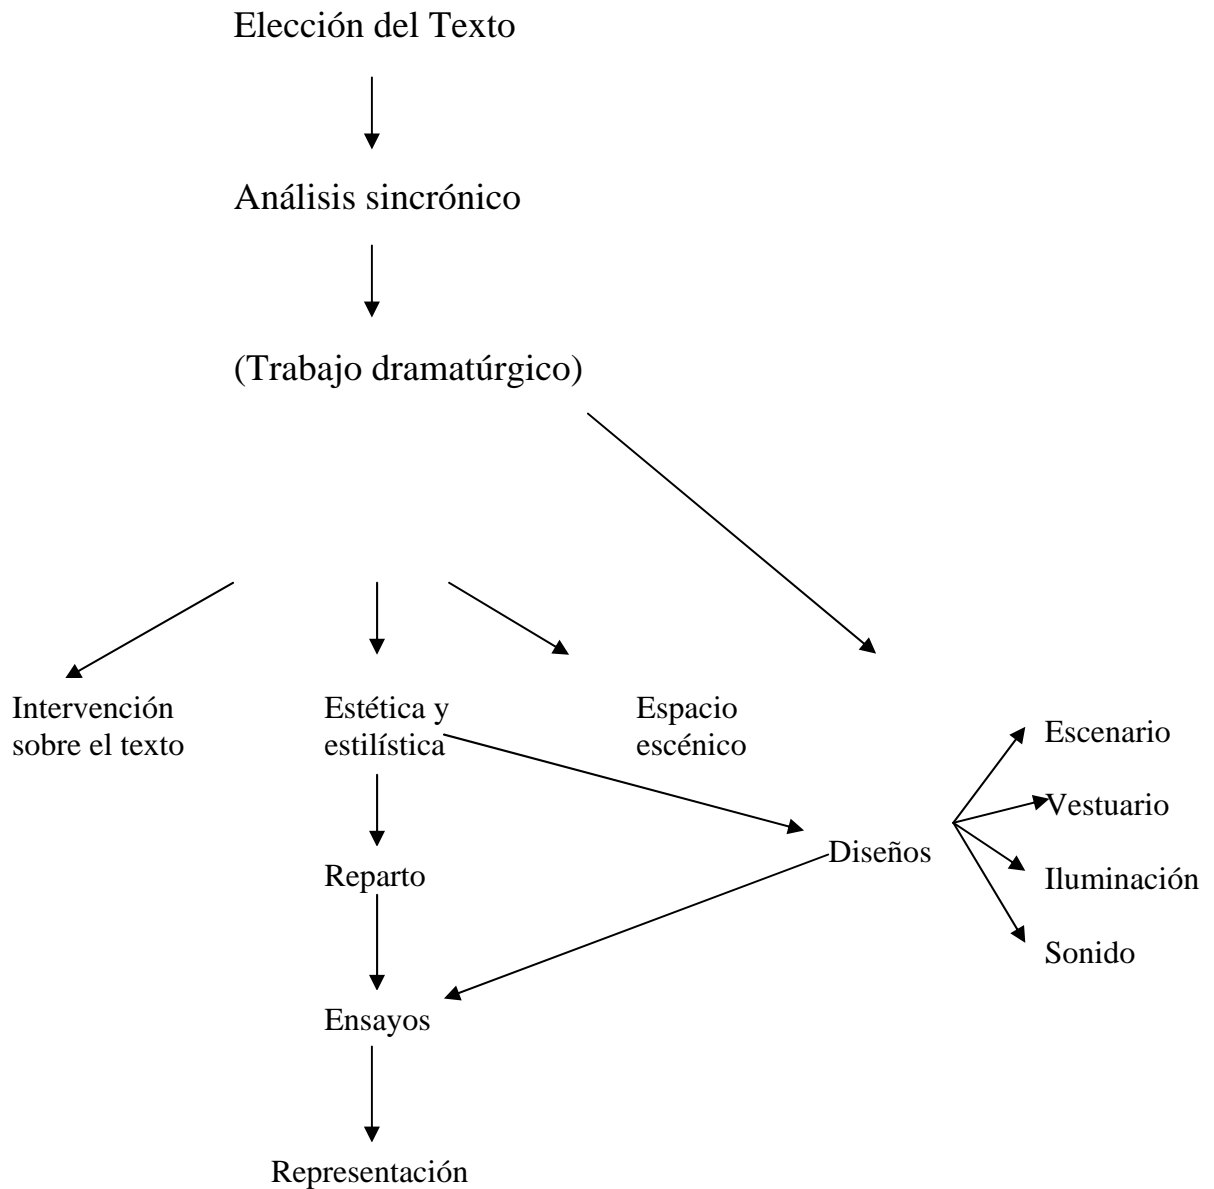 Elección del Texto
Análisis sincrónico
(Trabajo dramatúrgico)
Intervención
sobre el texto
Estética y
estilística
Espacio
escénico
Escenario
Vestuario
Diseños
Iluminación
Sonido
Reparto
Ensayos
Representación